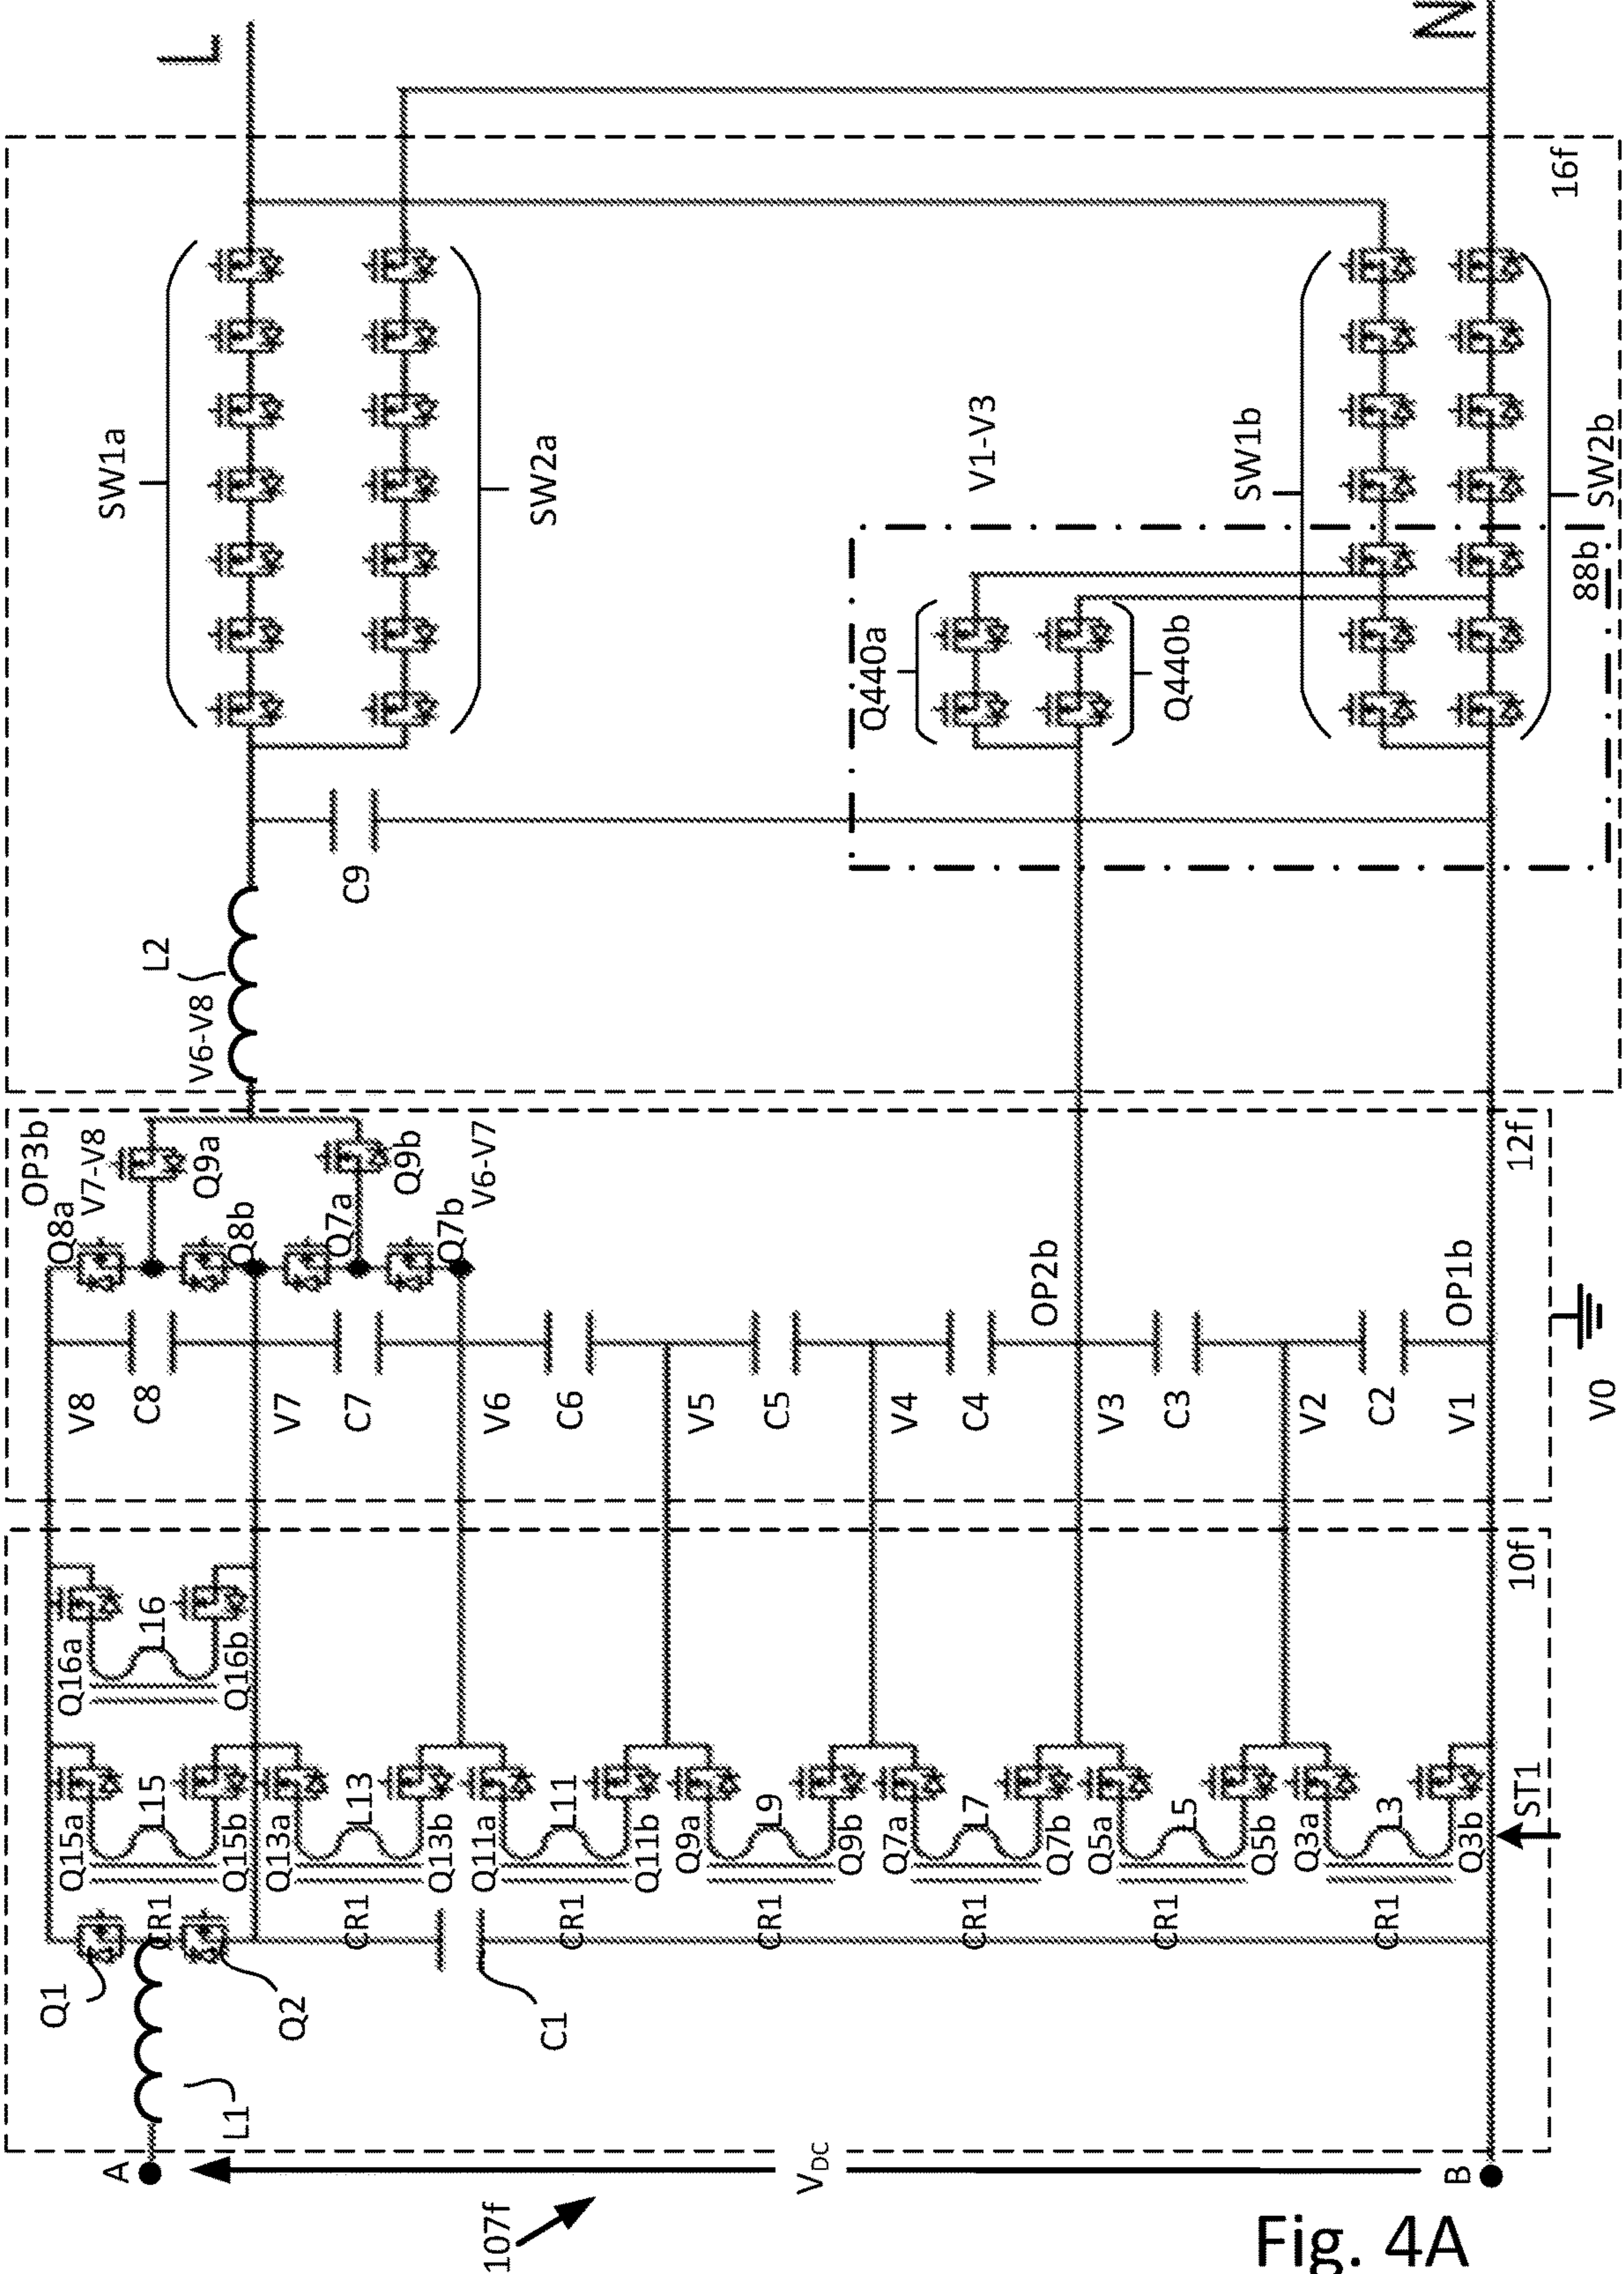 L
N
16f
SW1a
SW2a
V1-V3
SW1b
SW2b
88b
Q440a
Q440b
C9
L2
V6-V8
OP3b
V7-V8
Q8a
Q9a
Q8b
Q9b
Q7a
Q7b
V6-V7
12f
OP2b
OP1b
V8
C8
V7
C7
V6
C6
V5
C5
V4
C4
V3
C3
V2
C2
V1
V0
10f
Q16a
L16
Q16b
Q15a
L15
Q15b
Q13a
L13
Q13b
Q11a
L11
Q11b
Q9a
L9
Q9b
Q7a
L7
Q7b
Q5a
L5
Q5b
Q3a
L3
Q3b
ST1
CR1
CR1
CR1
CR1
CR1
CR1
CR1
Q1
Q2
C1
L1
A
VDC
B
107f
Fig. 4A